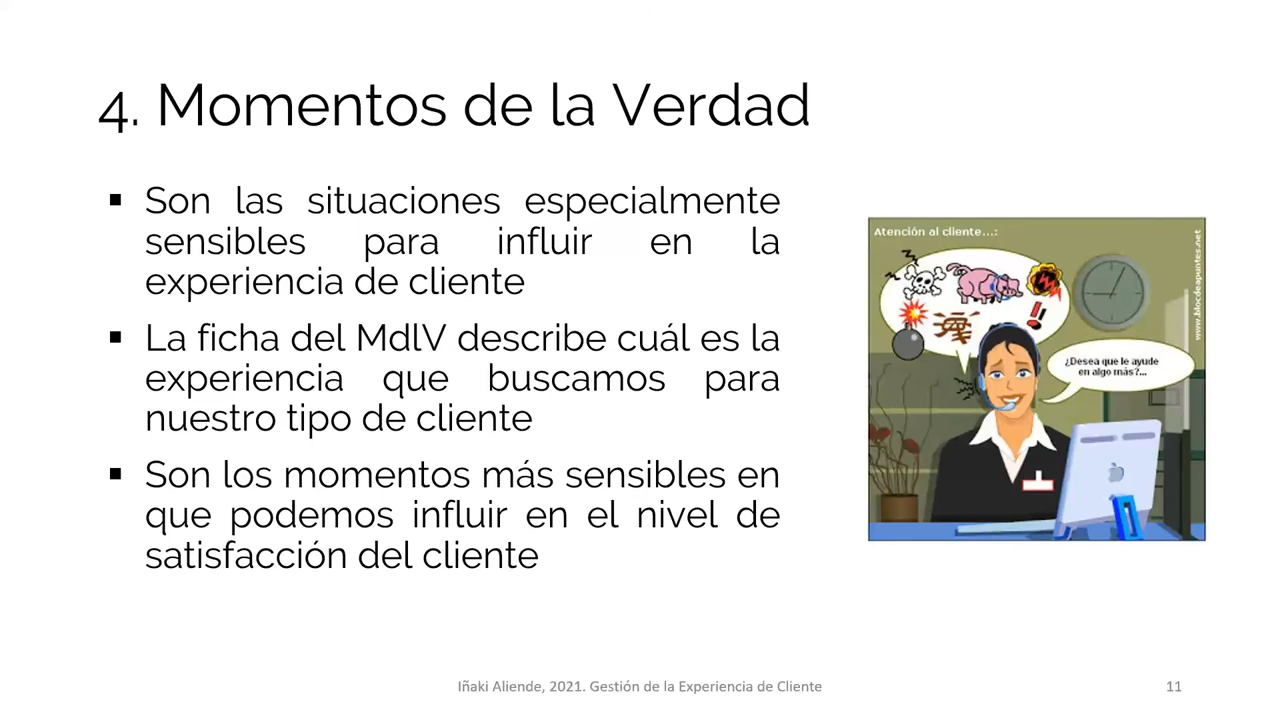 4. Momentos de la Verdad
▪ Son las situaciones especialmente
sensibles para influir en la
experiencia de cliente
▪ La ficha del MdlV describe cuál es la
experiencia que buscamos para
nuestro tipo de cliente
▪ Son los momentos más sensibles en
que podemos influir en el nivel de
satisfacción del cliente
Atención al cliente...:
www.blocdeapuntes.net
¿Desea que le ayude
en algo más?...
Iñaki Aliende, 2021. Gestión de la Experiencia de Cliente
11